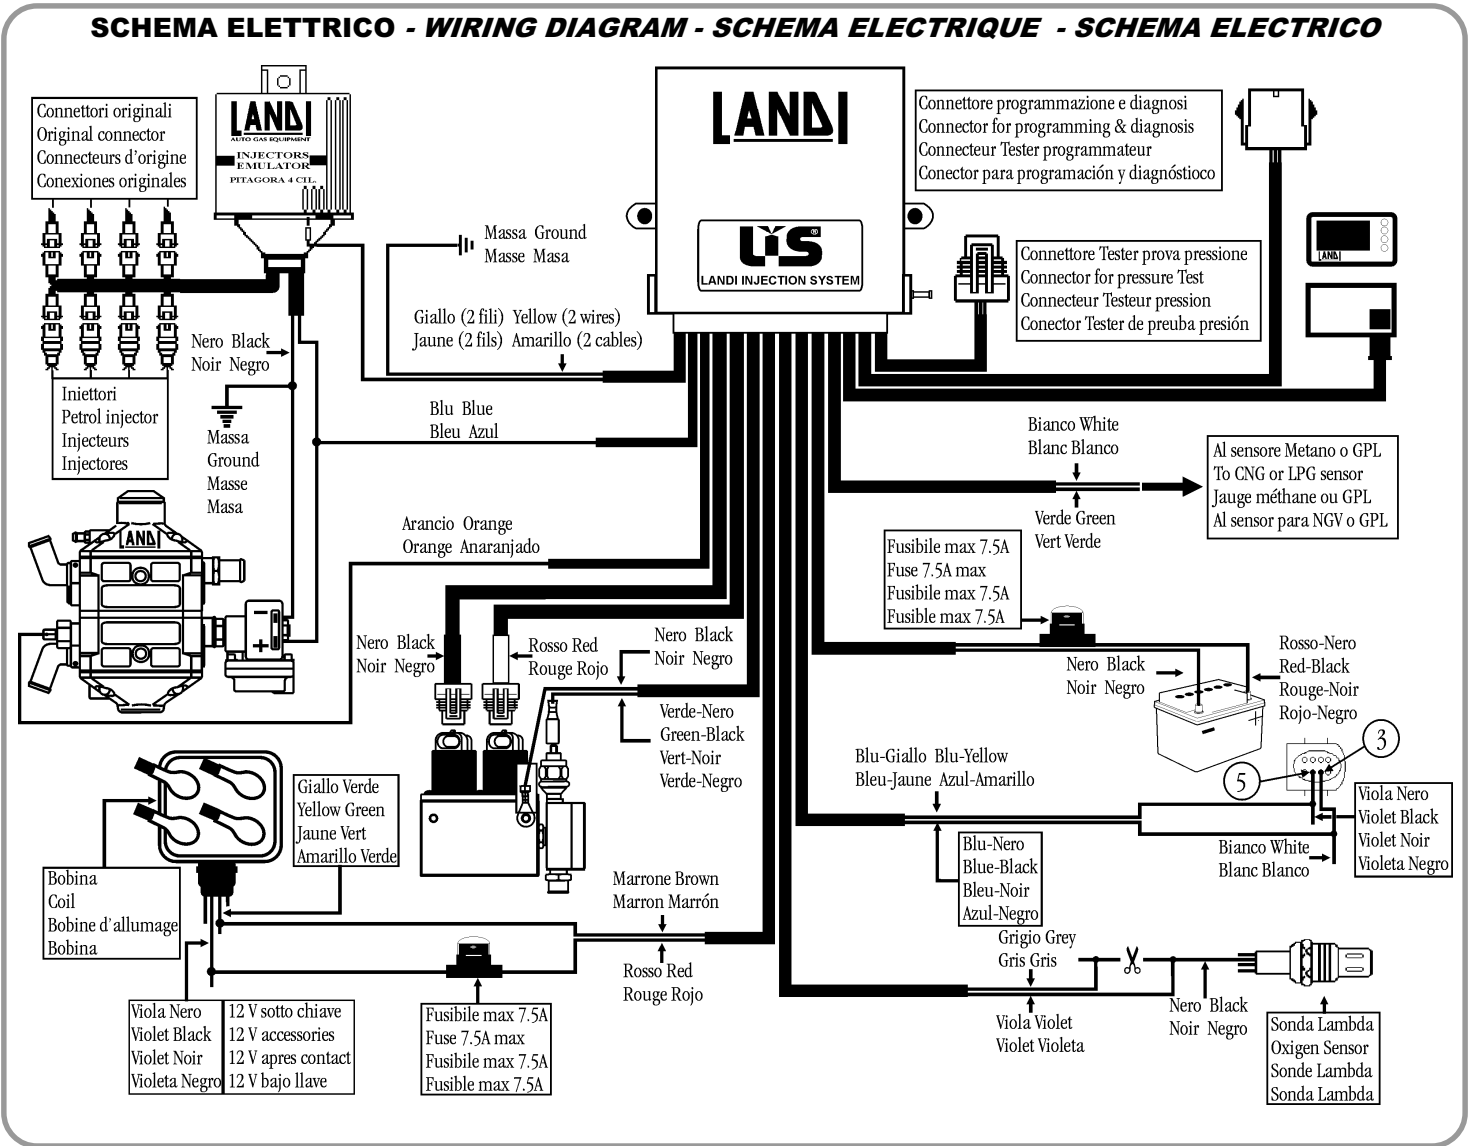 SCHEMA ELETTRICO - WIRING DIAGRAM - SCHEMA ELECTRIQUE - SCHEMA ELECTRICO
Connettori originali
Original connector
Connecteurs d'origine
Conexiones originales
LANDI
AUTO GAS EQUIPMENT
INJECTORS
EMULATOR
PITAGORA 4 CIL.
LANDI
LIS®
LANDI INJECTION SYSTEM
Connettore programmazione e diagnosi
Connector for programming & diagnosis
Connecteur Tester programmateur
Conector para programación y diagnóstioco
LANDI
Connettore Tester prova pressione
Connector for pressure Test
Connecteur Testeur pression
Conector Tester de preuba presión
Massa Ground
Masse Masa
Giallo (2 fili) Yellow (2 wires)
Jaune (2 fils) Amarillo (2 cables)
Nero Black
Noir Negro
Iniettori
Petrol injector
Injecteurs
Injectores
Massa
Ground
Masse
Masa
Blu Blue
Bleu Azul
Bianco White
Blanc Blanco
Verde Green
Vert Verde
Al sensore Metano o GPL
To CNG or LPG sensor
Jauge méthane ou GPL
Al sensor para NGV o GPL
LANDI
− 
+
Arancio Orange
Orange Anaranjado
Fusibile max 7.5A
Fuse 7.5A max
Fusibile max 7.5A
Fusible max 7.5A
Nero Black
Noir Negro
Rosso Red
Rouge Rojo
Nero Black
Noir Negro
Verde-Nero
Green-Black
Vert-Noir
Verde-Negro
Nero Black
Noir Negro
Rosso-Nero
Red-Black
Rouge-Noir
Rojo-Negro
− +
3
5
Blu-Giallo Blu-Yellow
Bleu-Jaune Azul-Amarillo
Viola Nero
Violet Black
Violet Noir
Violeta Negro
Bianco White
Blanc Blanco
Blu-Nero
Blue-Black
Bleu-Noir
Azul-Negro
Giallo Verde
Yellow Green
Jaune Vert
Amarillo Verde
Bobina
Coil
Bobine d'allumage
Bobina
Marrone Brown
Marron Marrón
Rosso Red
Rouge Rojo
Viola Nero
Violet Black
Violet Noir
Violeta Negro
12 V sotto chiave
12 V accessories
12 V apres contact
12 V bajo llave
Fusibile max 7.5A
Fuse 7.5A max
Fusibile max 7.5A
Fusible max 7.5A
Grigio Grey
Gris Gris
Viola Violet
Violet Violeta
Nero Black
Noir Negro
Sonda Lambda
Oxigen Sensor
Sonde Lambda
Sonda Lambda